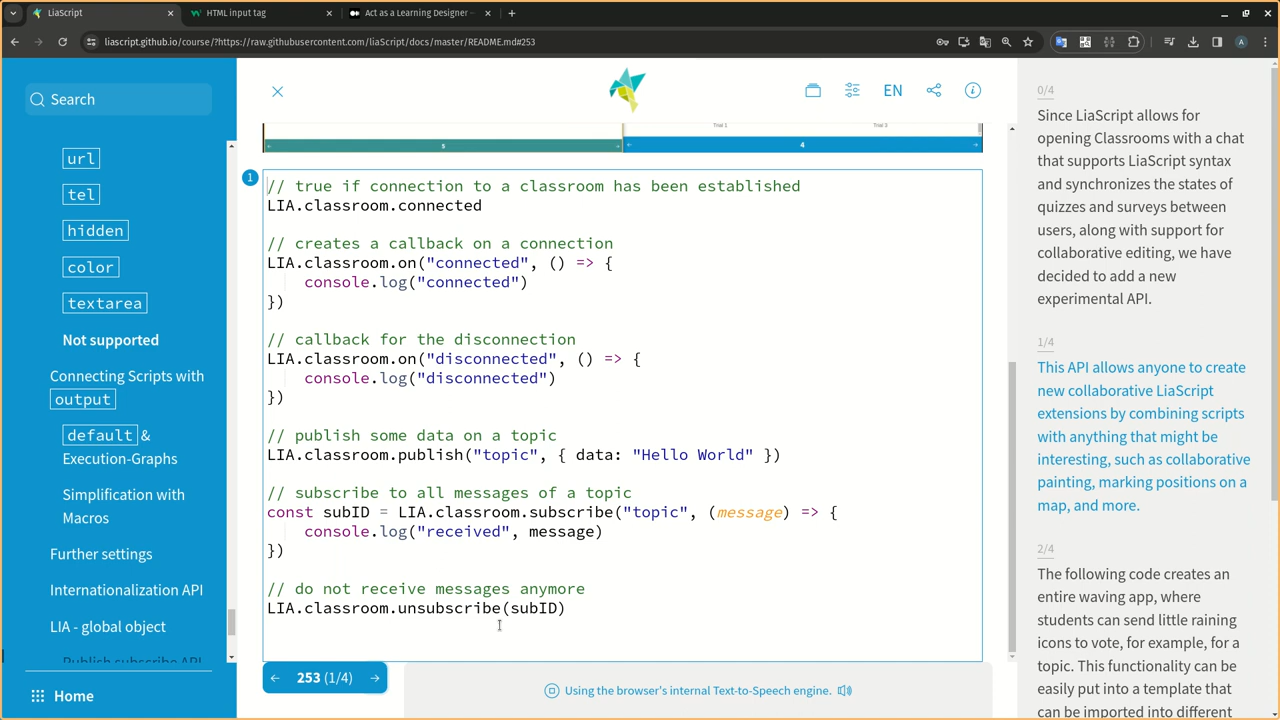 LiaScript
HTML input tag
Act as a Learning Designer
liascript.github.io/course/?https://raw.githubusercontent.com/liaScript/docs/master/README.md#253
A
Search
url
tel
hidden
color
textarea
Not supported
Connecting Scripts with
output
default &
Execution-Graphs
Simplification with
Macros
Further settings
Internationalization API
LIA - global object
Publish subscribe API
Home
EN
Trial 1
Trial 3
4
1
// true if connection to a classroom has been established
LIA.classroom.connected
// creates a callback on a connection
LIA.classroom.on("connected", () => {
console.log("connected")
})
// callback for the disconnection
LIA.classroom.on("disconnected", () => {
console.log("disconnected")
})
// publish some data on a topic
LIA.classroom.publish("topic", { data: "Hello World" })
// subscribe to all messages of a topic
const subID = LIA.classroom.subscribe("topic", (message) => {
console.log("received", message)
})
// do not receive messages anymore
LIA.classroom.unsubscribe(subID)
253 (1/4)
Using the browser's internal Text-to-Speech engine.
0/4
Since LiaScript allows for
opening Classrooms with a chat
that supports LiaScript syntax
and synchronizes the states of
quizzes and surveys between
users, along with support for
collaborative editing, we have
decided to add a new
experimental API.
1/4
This API allows anyone to create
new collaborative LiaScript
extensions by combining scripts
with anything that might be
interesting, such as collaborative
painting, marking positions on a
map, and more.
2/4
The following code creates an
entire waving app, where
students can send little raining
icons to vote, for example, for a
topic. This functionality can be
easily put into a template that
can be imported into different